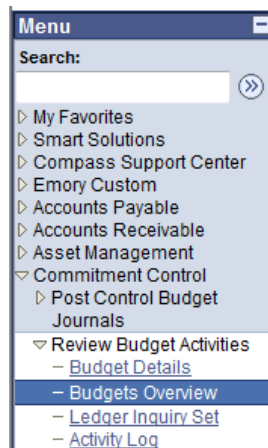 Menu
Search:
My Favorites
Smart Solutions
Compass Support Center
Emory Custom
Accounts Payable
Accounts Receivable
Asset Management
Commitment Control
Post Control Budget
Journals
Review Budget Activities
– Budget Details
– Budgets Overview
– Ledger Inquiry Set
– Activity Log